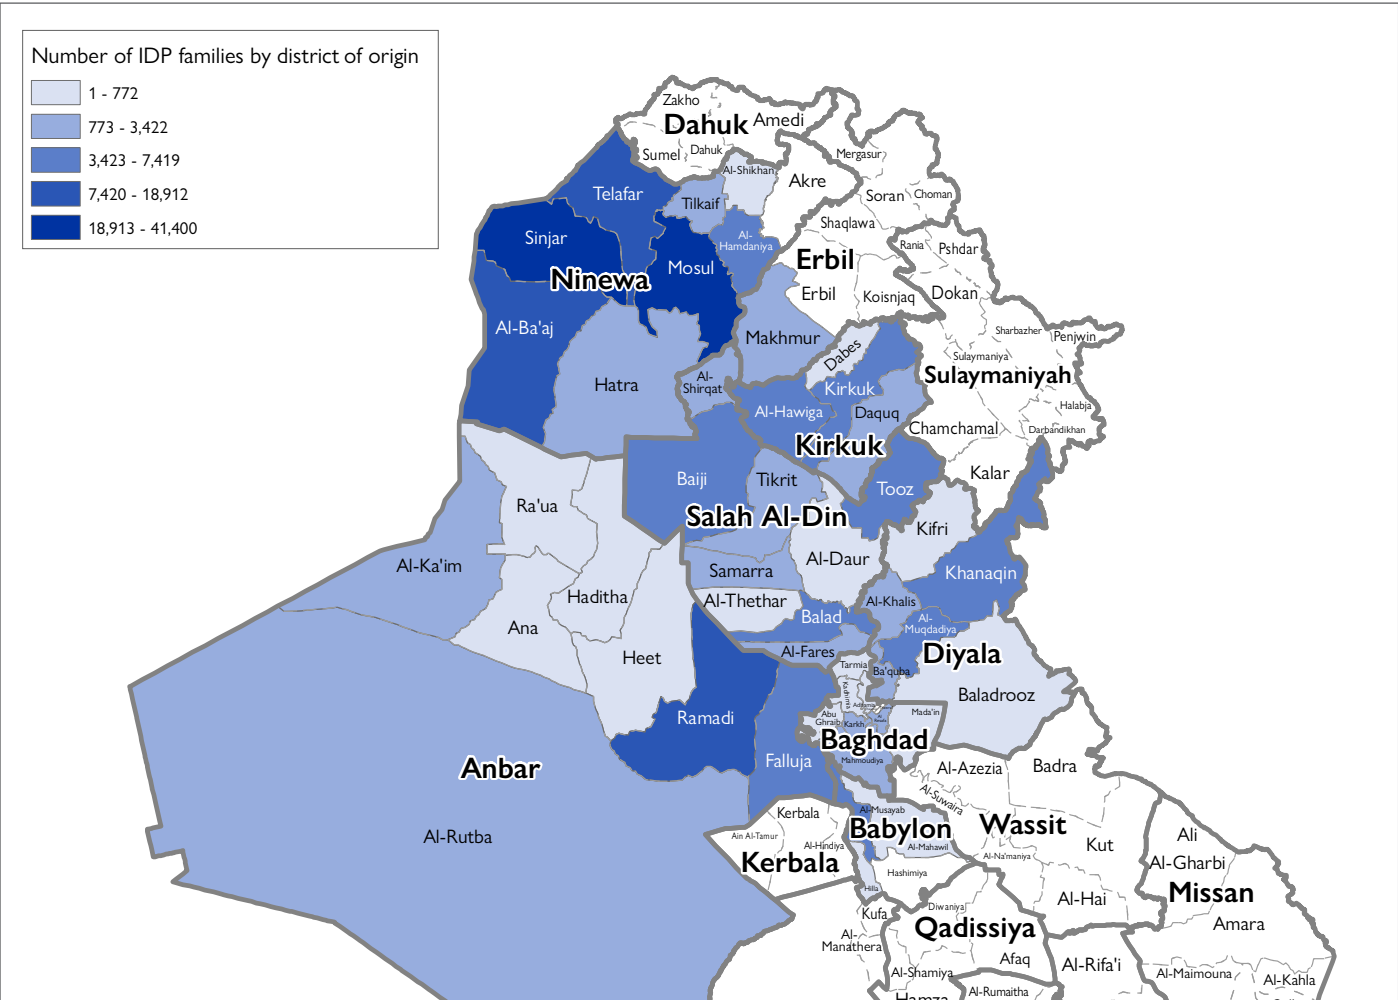 Number of IDP families by district of origin
1 - 772
773 - 3,422
3,423 - 7,419
7,420 - 18,912
18,913 - 41,400
Zakho
Dahuk
Amedi
Sumel
Dahuk
Mergasur
Al-Shikhan
Akre
Telafar
Tilkaif
Soran
Choman
Shaqlawa
Sinjar
Al-
Hamdaniya
Rania
Pshdar
Mosul
Erbil
Ninewa
Erbil
Koisnjaq
Dokan
Al-Ba'aj
Makhmur
Sharbazher
Penjwin
Dabes
Sulaymaniya
Sulaymaniyah
Hatra
Al-
Shirqat
Kirkuk
Al-Hawiga
Daquq
Halabja
Chamchamal
Darbandikhan
Kirkuk
Baiji
Tikrit
Tooz
Kalar
Ra'ua
Salah Al-Din
Kifri
Al-Ka'im
Al-Daur
Samarra
Khanaqin
Haditha
Al-Thethar
Al-Khalis
Ana
Balad
Al-
Muqdadiya
Heet
Al-Fares
Diyala
Tarmia
Ba'quba
Baladrooz
Kadhimia
Ramadi
Abu
Ghraib
Karkh
Mada'in
Baghdad
Falluja
Mahmoudiya
Anbar
Al-Azezia
Badra
Al-Suwaira
Al-Rutba
Kerbala
Al-Musayab
Babylon
Wassit
Ain Al-Tamur
Al-Hindiya
Al-Mahawil
Kut
Ali
Al-Gharbi
Kerbala
Al-Na'maniya
Hashimiya
Hilla
Al-Hai
Missan
Diwaniya
Kufa
Qadissiya
Amara
Al-
Manathera
Afaq
Al-Rifa'i
Al-Shamiya
Al-Maimouna
Al-Kahla
Hamza
Al-Rumaitha